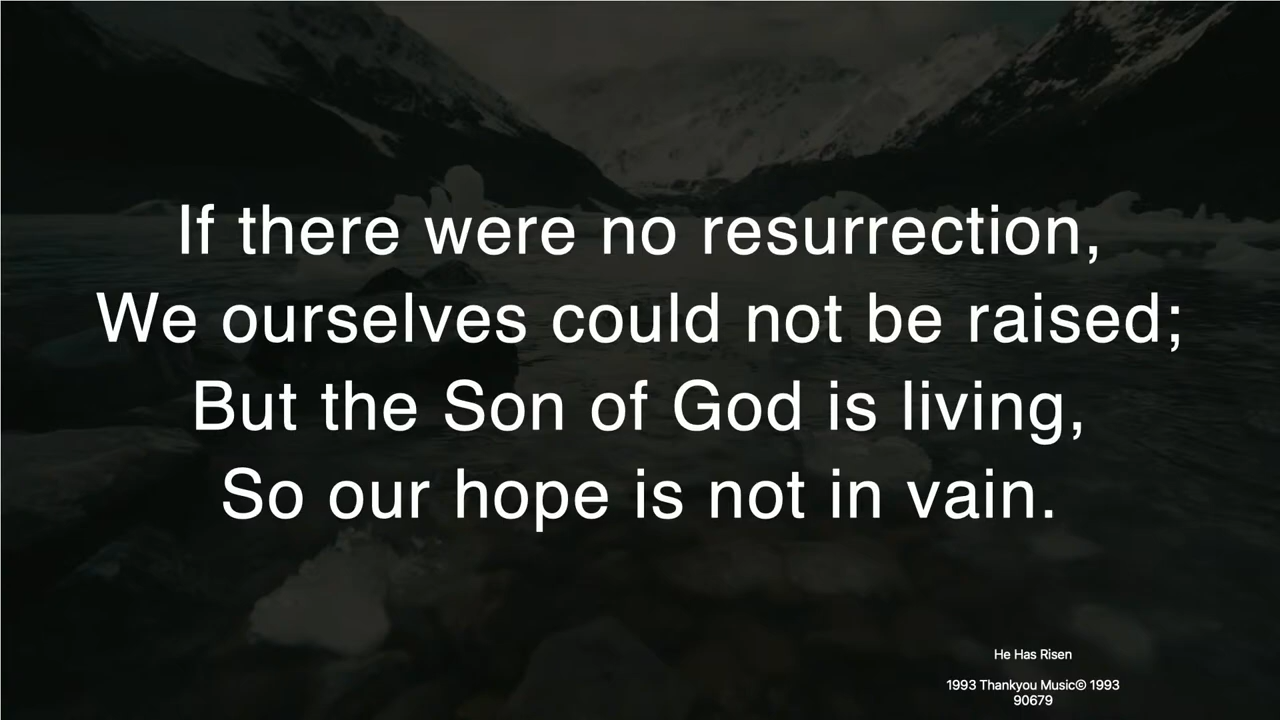 If there were no resurrection,
We ourselves could not be raised;
But the Son of God is living,
So our hope is not in vain.
He Has Risen
1993 Thankyou Music© 1993
90679